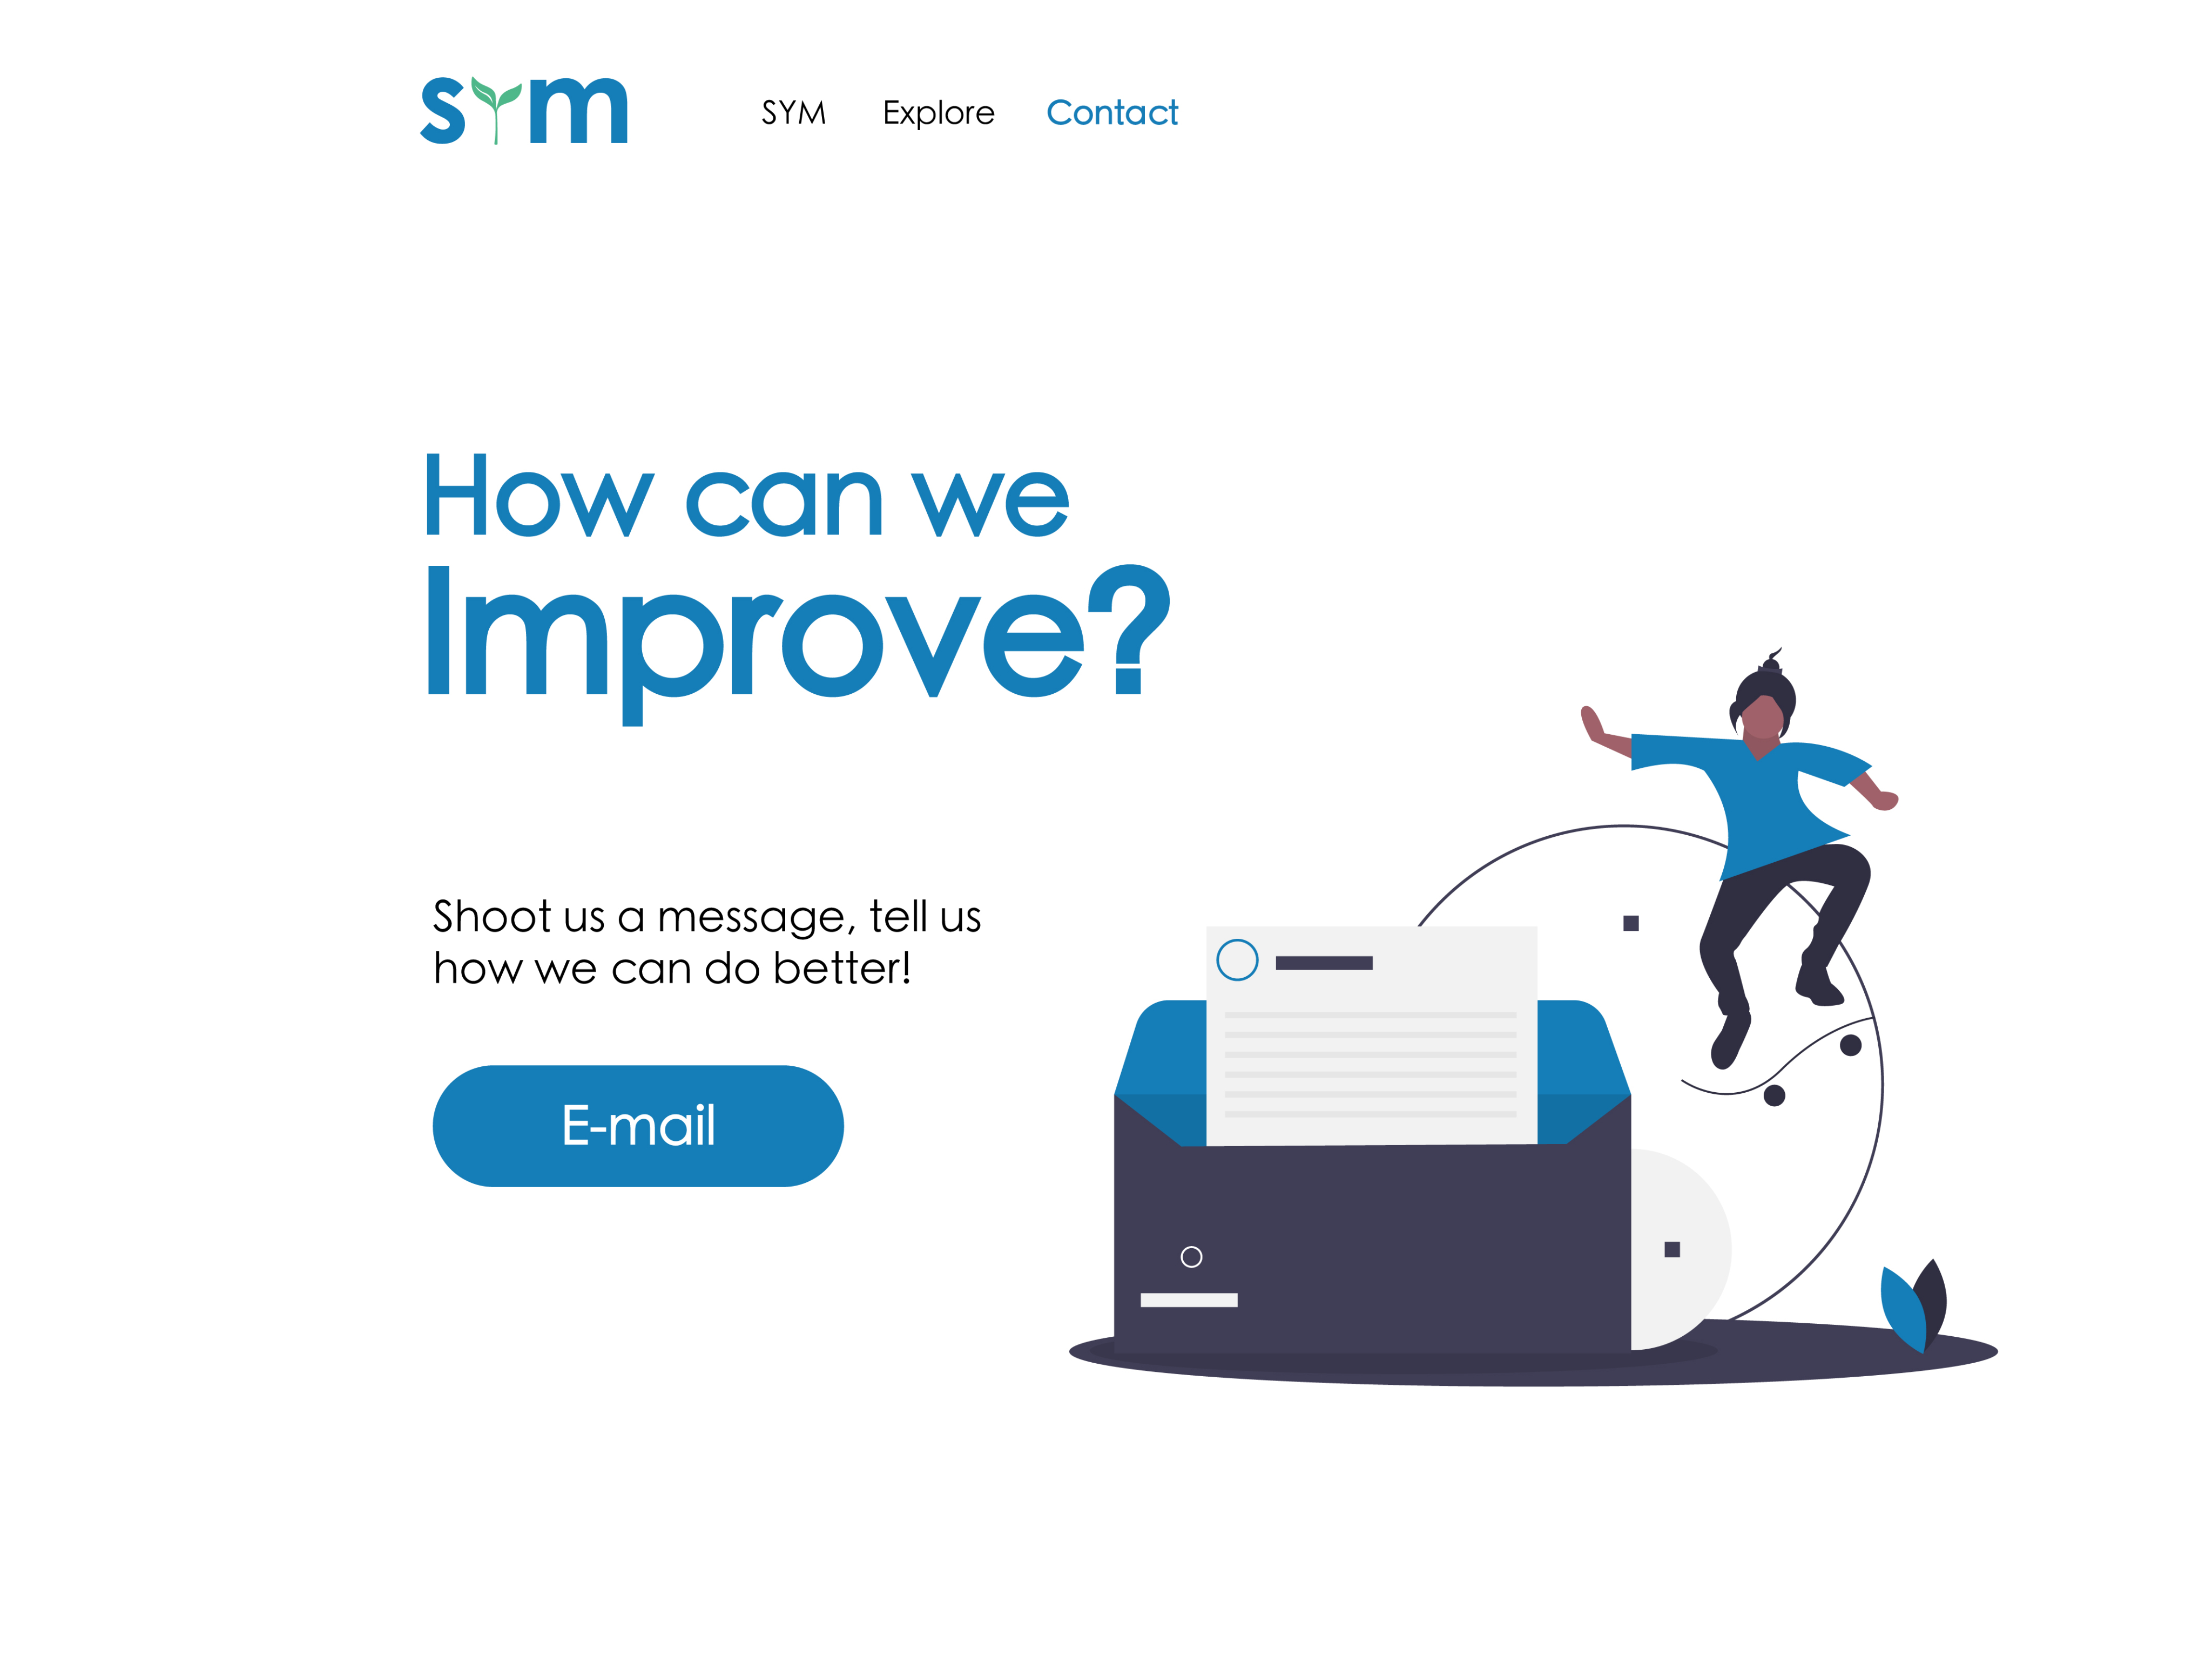 sym
SYM Explore Contact
How can we
Improve?
Shoot us a message, tell us
how we can do better!
E-mail